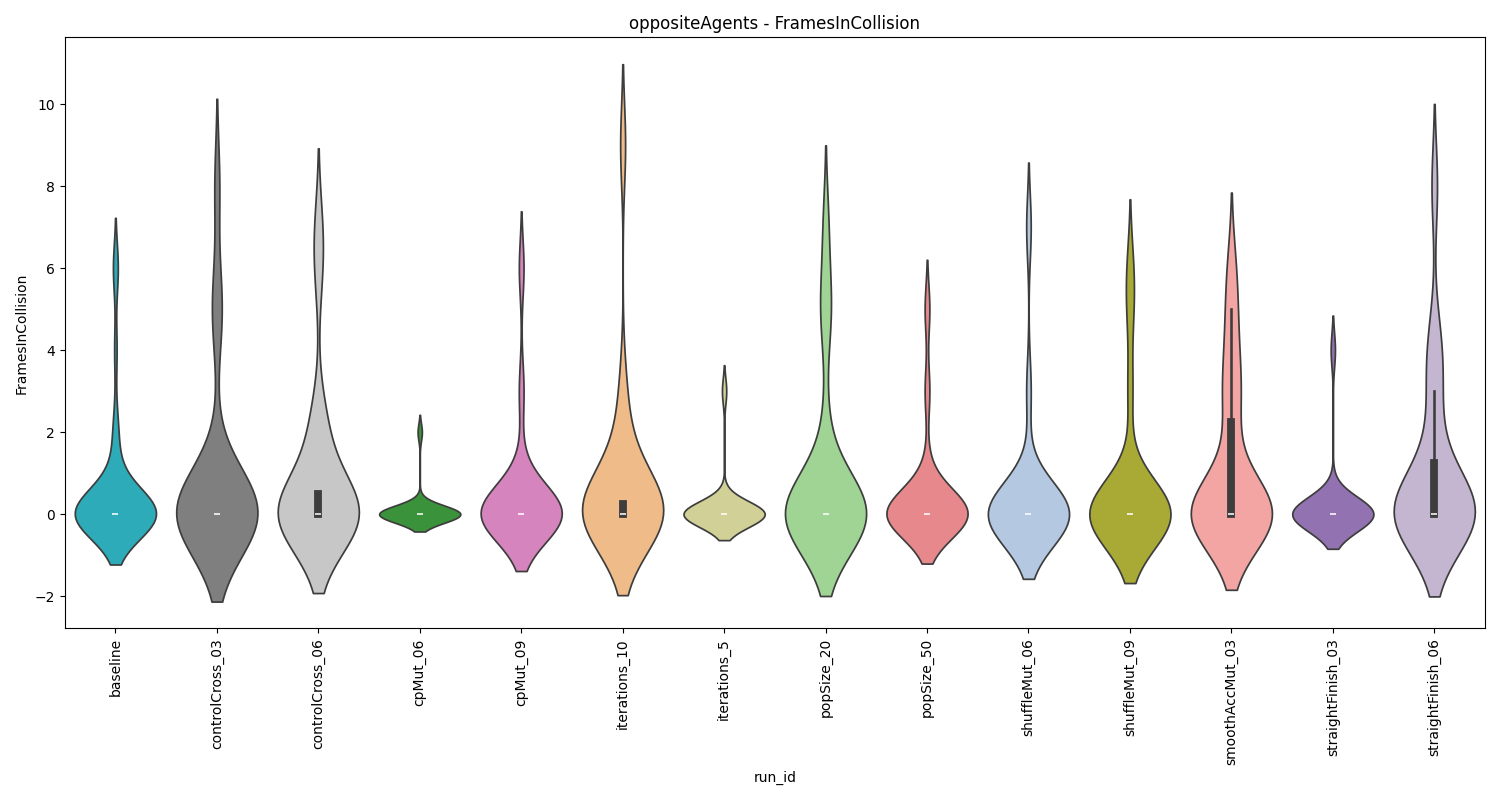 oppositeAgents - FramesInCollision
FramesInCollision
10
8
6
4
2
0
−2
baseline
controlCross_03
controlCross_06
cpMut_06
cpMut_09
iterations_10
iterations_5
popSize_20
popSize_50
shuffleMut_06
shuffleMut_09
smoothAccMut_03
straightFinish_03
straightFinish_06
run_id